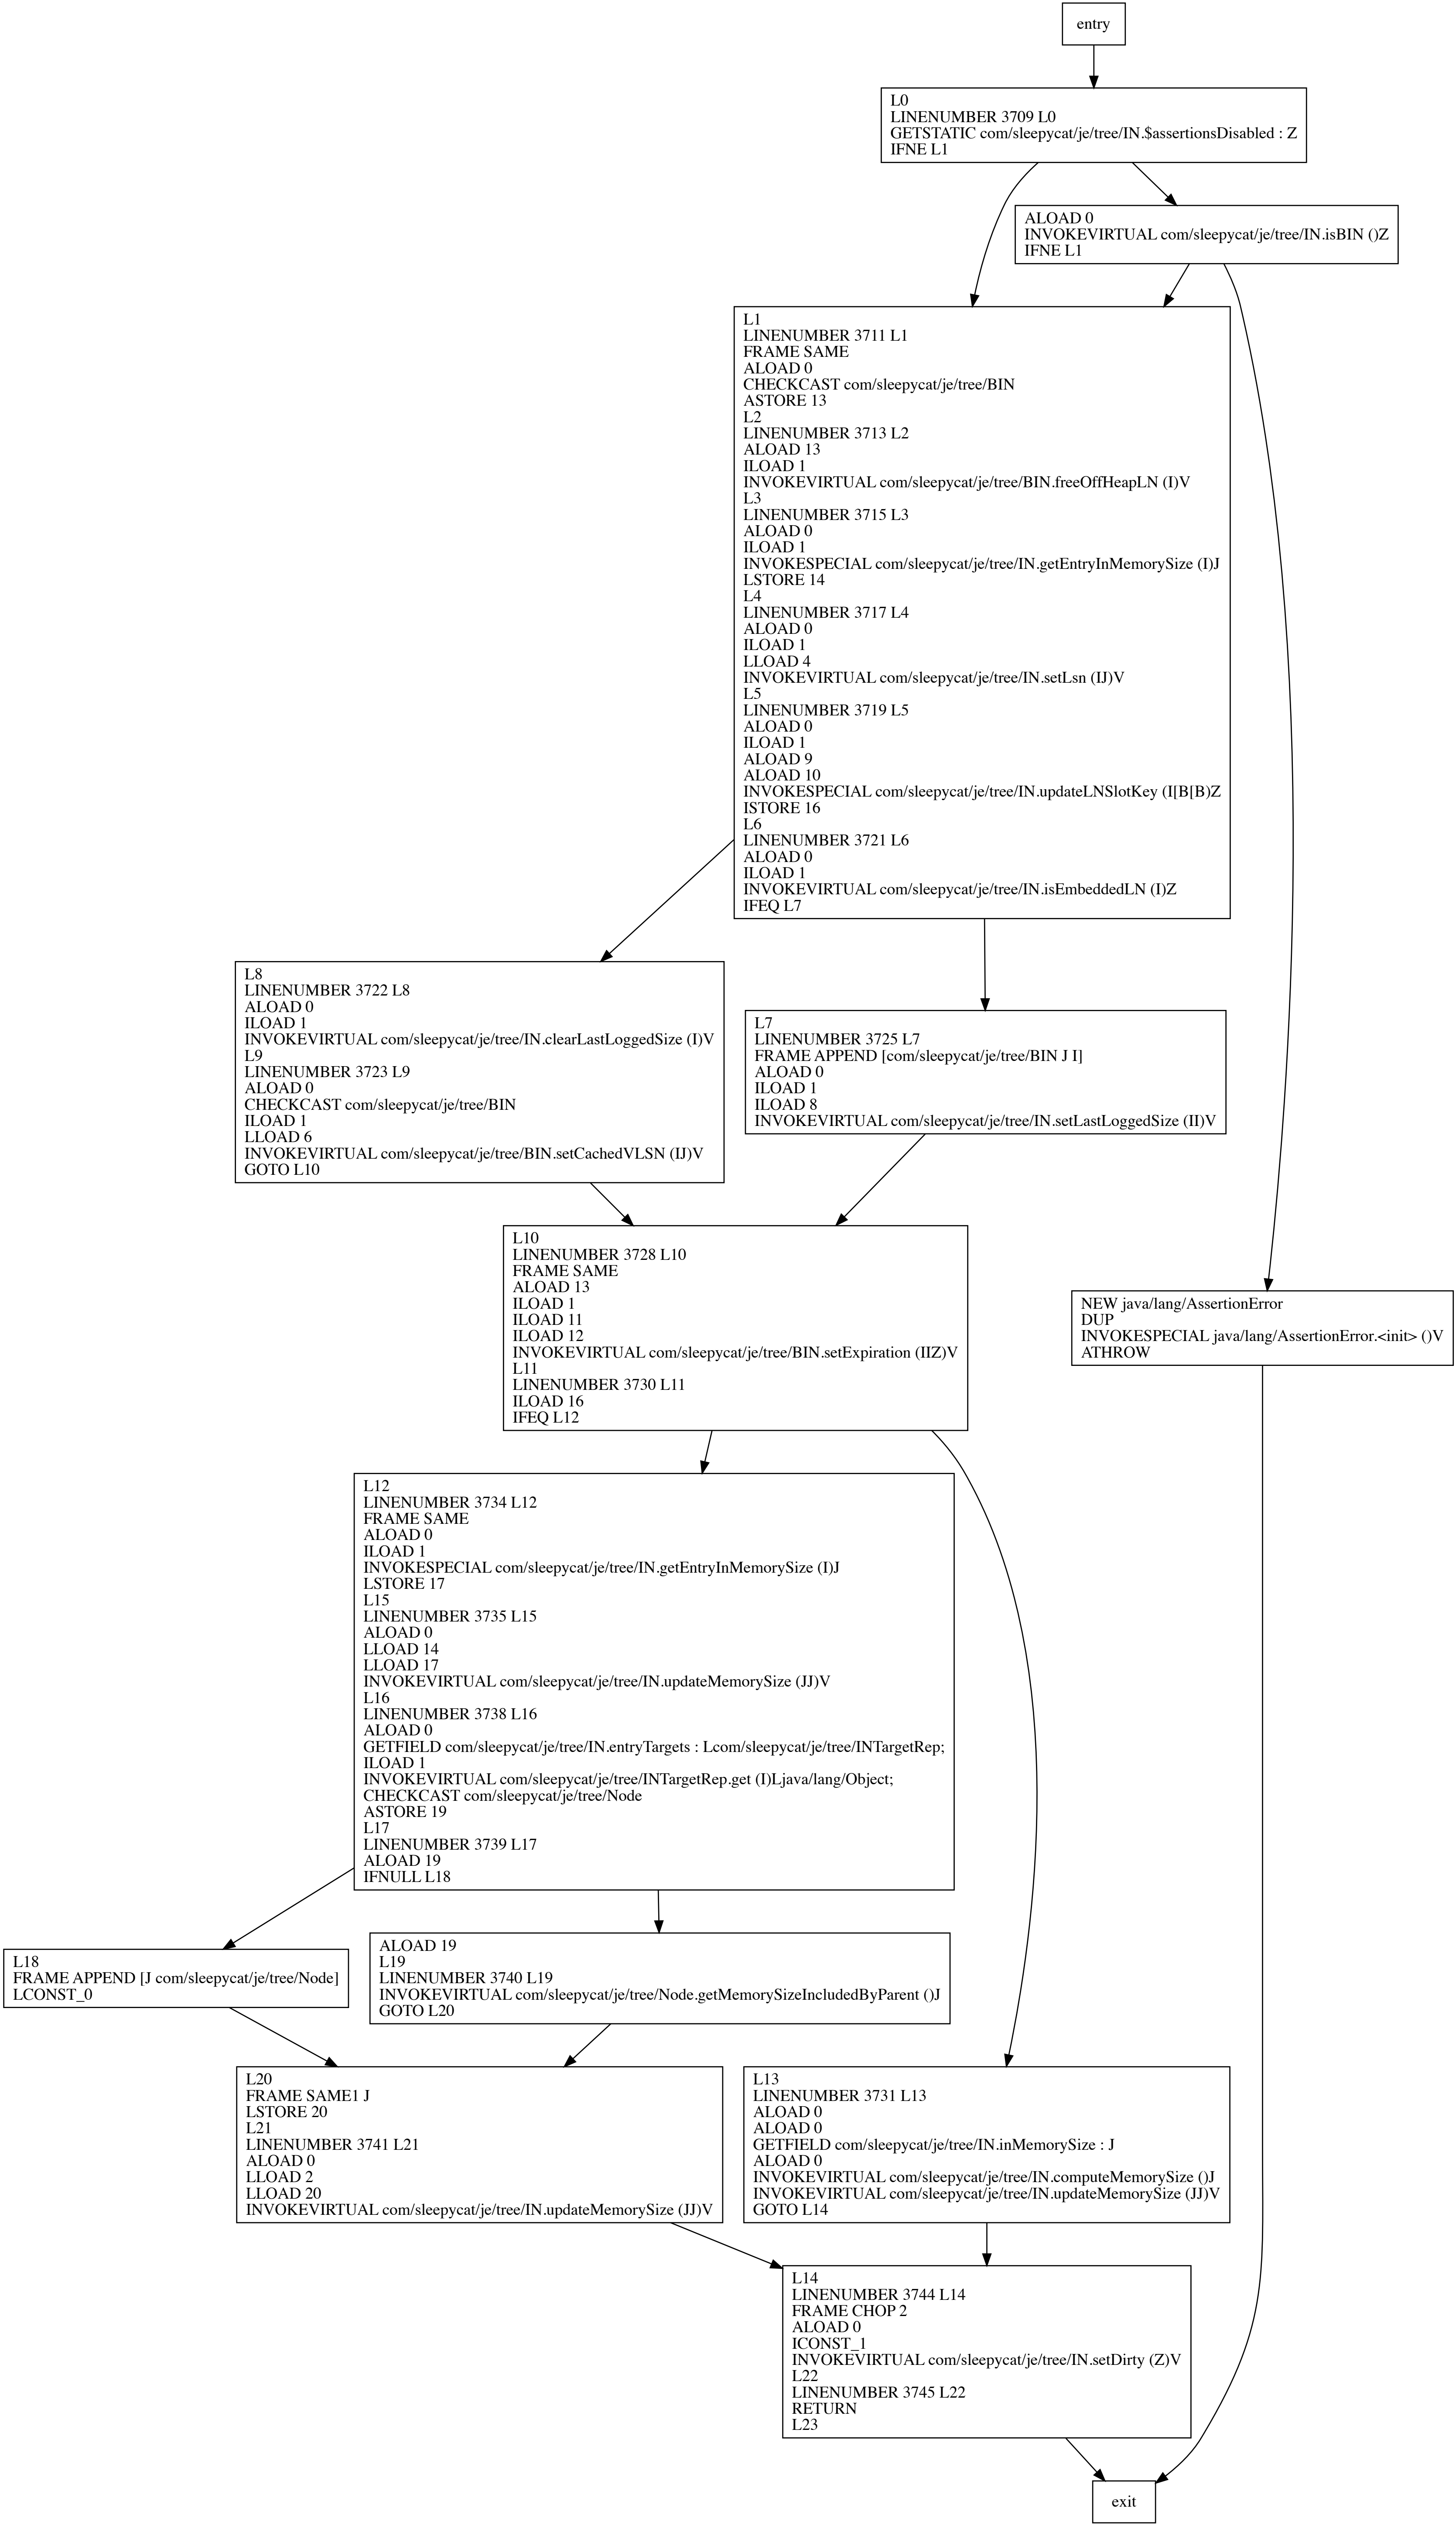 entry
L0
LINENUMBER 3709 L0
GETSTATIC com/sleepycat/je/tree/IN.$assertionsDisabled : Z
IFNE L1
ALOAD 0
INVOKEVIRTUAL com/sleepycat/je/tree/IN.isBIN ()Z
IFNE L1
L1
LINENUMBER 3711 L1
FRAME SAME
ALOAD 0
CHECKCAST com/sleepycat/je/tree/BIN
ASTORE 13
L2
LINENUMBER 3713 L2
ALOAD 13
ILOAD 1
INVOKEVIRTUAL com/sleepycat/je/tree/BIN.freeOffHeapLN (I)V
L3
LINENUMBER 3715 L3
ALOAD 0
ILOAD 1
INVOKESPECIAL com/sleepycat/je/tree/IN.getEntryInMemorySize (I)J
LSTORE 14
L4
LINENUMBER 3717 L4
ALOAD 0
ILOAD 1
LLOAD 4
INVOKEVIRTUAL com/sleepycat/je/tree/IN.setLsn (IJ)V
L5
LINENUMBER 3719 L5
ALOAD 0
ILOAD 1
ALOAD 9
ALOAD 10
INVOKESPECIAL com/sleepycat/je/tree/IN.updateLNSlotKey (I[B[B)Z
ISTORE 16
L6
LINENUMBER 3721 L6
ALOAD 0
ILOAD 1
INVOKEVIRTUAL com/sleepycat/je/tree/IN.isEmbeddedLN (I)Z
IFEQ L7
L8
LINENUMBER 3722 L8
ALOAD 0
ILOAD 1
INVOKEVIRTUAL com/sleepycat/je/tree/IN.clearLastLoggedSize (I)V
L9
LINENUMBER 3723 L9
ALOAD 0
CHECKCAST com/sleepycat/je/tree/BIN
ILOAD 1
LLOAD 6
INVOKEVIRTUAL com/sleepycat/je/tree/BIN.setCachedVLSN (IJ)V
GOTO L10
L7
LINENUMBER 3725 L7
FRAME APPEND [com/sleepycat/je/tree/BIN J I]
ALOAD 0
ILOAD 1
ILOAD 8
INVOKEVIRTUAL com/sleepycat/je/tree/IN.setLastLoggedSize (II)V
L10
LINENUMBER 3728 L10
FRAME SAME
ALOAD 13
ILOAD 1
ILOAD 11
ILOAD 12
INVOKEVIRTUAL com/sleepycat/je/tree/BIN.setExpiration (IIZ)V
L11
LINENUMBER 3730 L11
ILOAD 16
IFEQ L12
NEW java/lang/AssertionError
DUP
INVOKESPECIAL java/lang/AssertionError.<init> ()V
ATHROW
L12
LINENUMBER 3734 L12
FRAME SAME
ALOAD 0
ILOAD 1
INVOKESPECIAL com/sleepycat/je/tree/IN.getEntryInMemorySize (I)J
LSTORE 17
L15
LINENUMBER 3735 L15
ALOAD 0
LLOAD 14
LLOAD 17
INVOKEVIRTUAL com/sleepycat/je/tree/IN.updateMemorySize (JJ)V
L16
LINENUMBER 3738 L16
ALOAD 0
GETFIELD com/sleepycat/je/tree/IN.entryTargets : Lcom/sleepycat/je/tree/INTargetRep;
ILOAD 1
INVOKEVIRTUAL com/sleepycat/je/tree/INTargetRep.get (I)Ljava/lang/Object;
CHECKCAST com/sleepycat/je/tree/Node
ASTORE 19
L17
LINENUMBER 3739 L17
ALOAD 19
IFNULL L18
L18
FRAME APPEND [J com/sleepycat/je/tree/Node]
LCONST_0
ALOAD 19
L19
LINENUMBER 3740 L19
INVOKEVIRTUAL com/sleepycat/je/tree/Node.getMemorySizeIncludedByParent ()J
GOTO L20
L20
FRAME SAME1 J
LSTORE 20
L21
LINENUMBER 3741 L21
ALOAD 0
LLOAD 2
LLOAD 20
INVOKEVIRTUAL com/sleepycat/je/tree/IN.updateMemorySize (JJ)V
L13
LINENUMBER 3731 L13
ALOAD 0
ALOAD 0
GETFIELD com/sleepycat/je/tree/IN.inMemorySize : J
ALOAD 0
INVOKEVIRTUAL com/sleepycat/je/tree/IN.computeMemorySize ()J
INVOKEVIRTUAL com/sleepycat/je/tree/IN.updateMemorySize (JJ)V
GOTO L14
L14
LINENUMBER 3744 L14
FRAME CHOP 2
ALOAD 0
ICONST_1
INVOKEVIRTUAL com/sleepycat/je/tree/IN.setDirty (Z)V
L22
LINENUMBER 3745 L22
RETURN
L23
exit